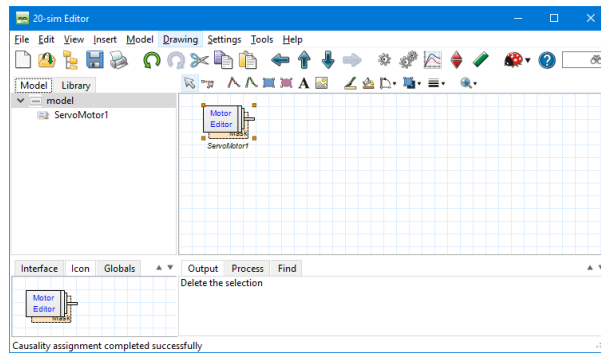 20-sim Editor
File Edit View Insert Model Drawing Settings Tools Help
Model Library
model
ServoMotor1
Motor
Editor
mask
ServoMotor1
Interface Icon Globals
Output Process Find
Delete the selection
Motor
Editor
mask
Causality assignment completed successfully